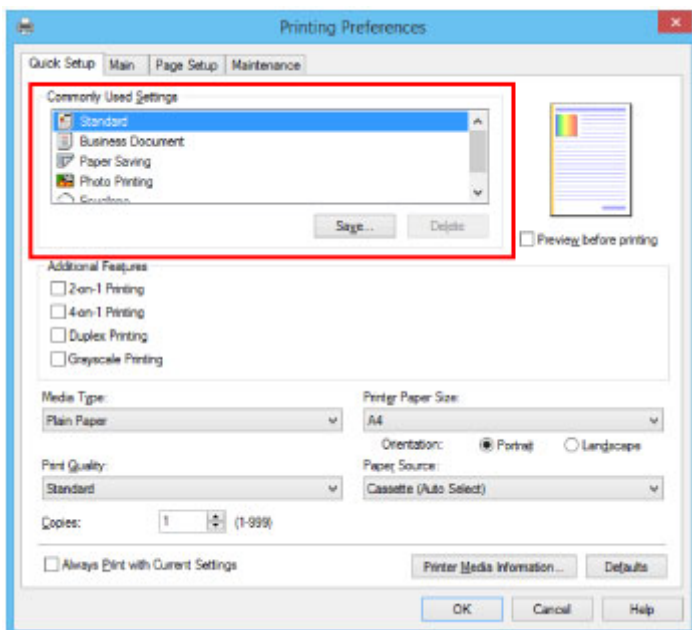 Printing Preferences
Quick Setup Main Page Setup Maintenance
Commonly Used Settings
Standard
Business Document
Paper Saving
Photo Printing
Envelope
Save... Delete
Preview before printing
Additional Features
2-on-1 Printing
4-on-1 Printing
Duplex Printing
Grayscale Printing
Media Type: Printer Paper Size:
Plain Paper A4
Orientation: Portrait Landscape
Print Quality: Paper Source:
Standard Cassette (Auto Select)
Copies: 1 (1-999)
Always Print with Current Settings Printer Media Information... Defaults
OK Cancel Help